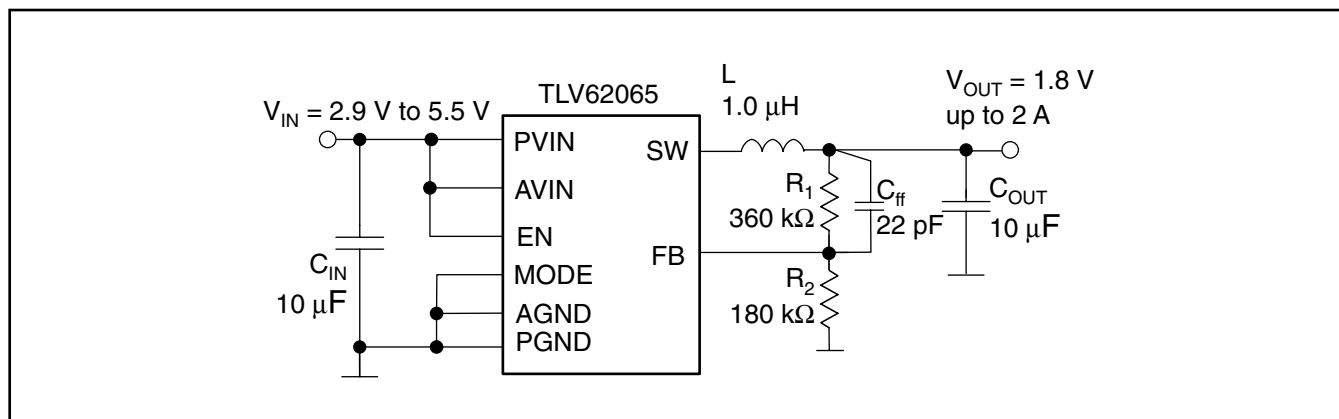 TLV62065
V_IN = 2.9 V to 5.5 V
L
1.0 μH
V_OUT = 1.8 V
up to 2 A
PVIN
AVIN
EN
MODE
AGND
PGND
SW
FB
C_IN
10 μF
R_1
360 kΩ
C_ff
22 pF
C_OUT
10 μF
R_2
180 kΩ